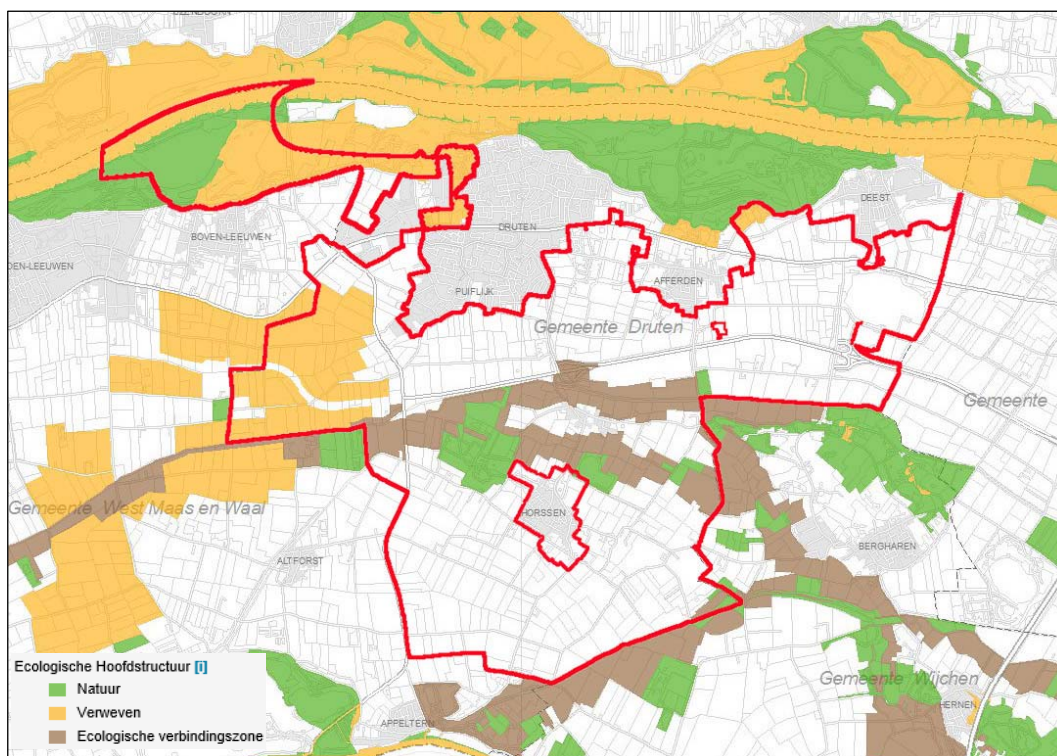 BOVEN-LEEUWEN
DEN-LEEUWEN
DRUTEN
DEEST
PUIFLIJK
AFFERDEN
Gemeente Druten
Gemeente
Gemeente West Maas en Waal
HORSSEN
ALTFORST
BERGHAREN
Gemeente Wijchen
HERNEN
APPELTERN
Ecologische Hoofdstructuur [i]
Natuur
Verweven
Ecologische verbindingszone